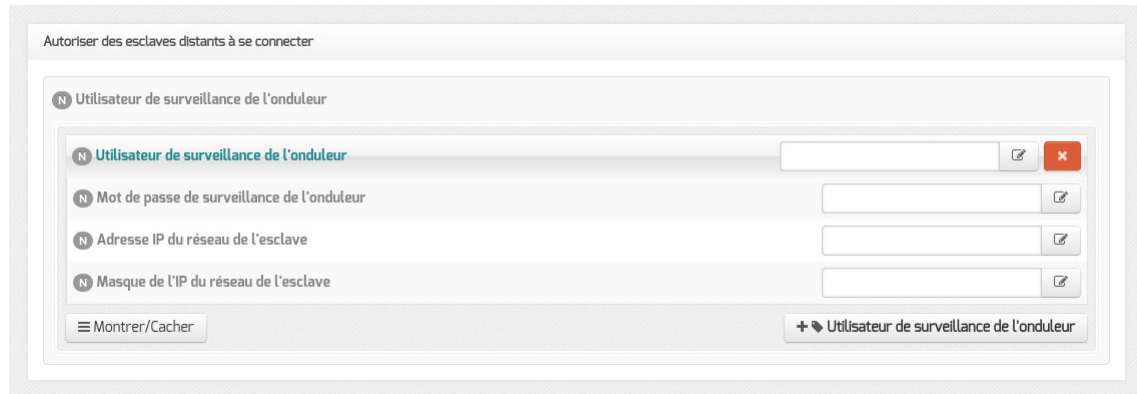 Autoriser des esclaves distants à se connecter
N Utilisateur de surveillance de l'onduleur
N Utilisateur de surveillance de l'onduleur
N Mot de passe de surveillance de l'onduleur
N Adresse IP du réseau de l'esclave
N Masque de l'IP du réseau de l'esclave
Montrer/Cacher
Utilisateur de surveillance de l'onduleur